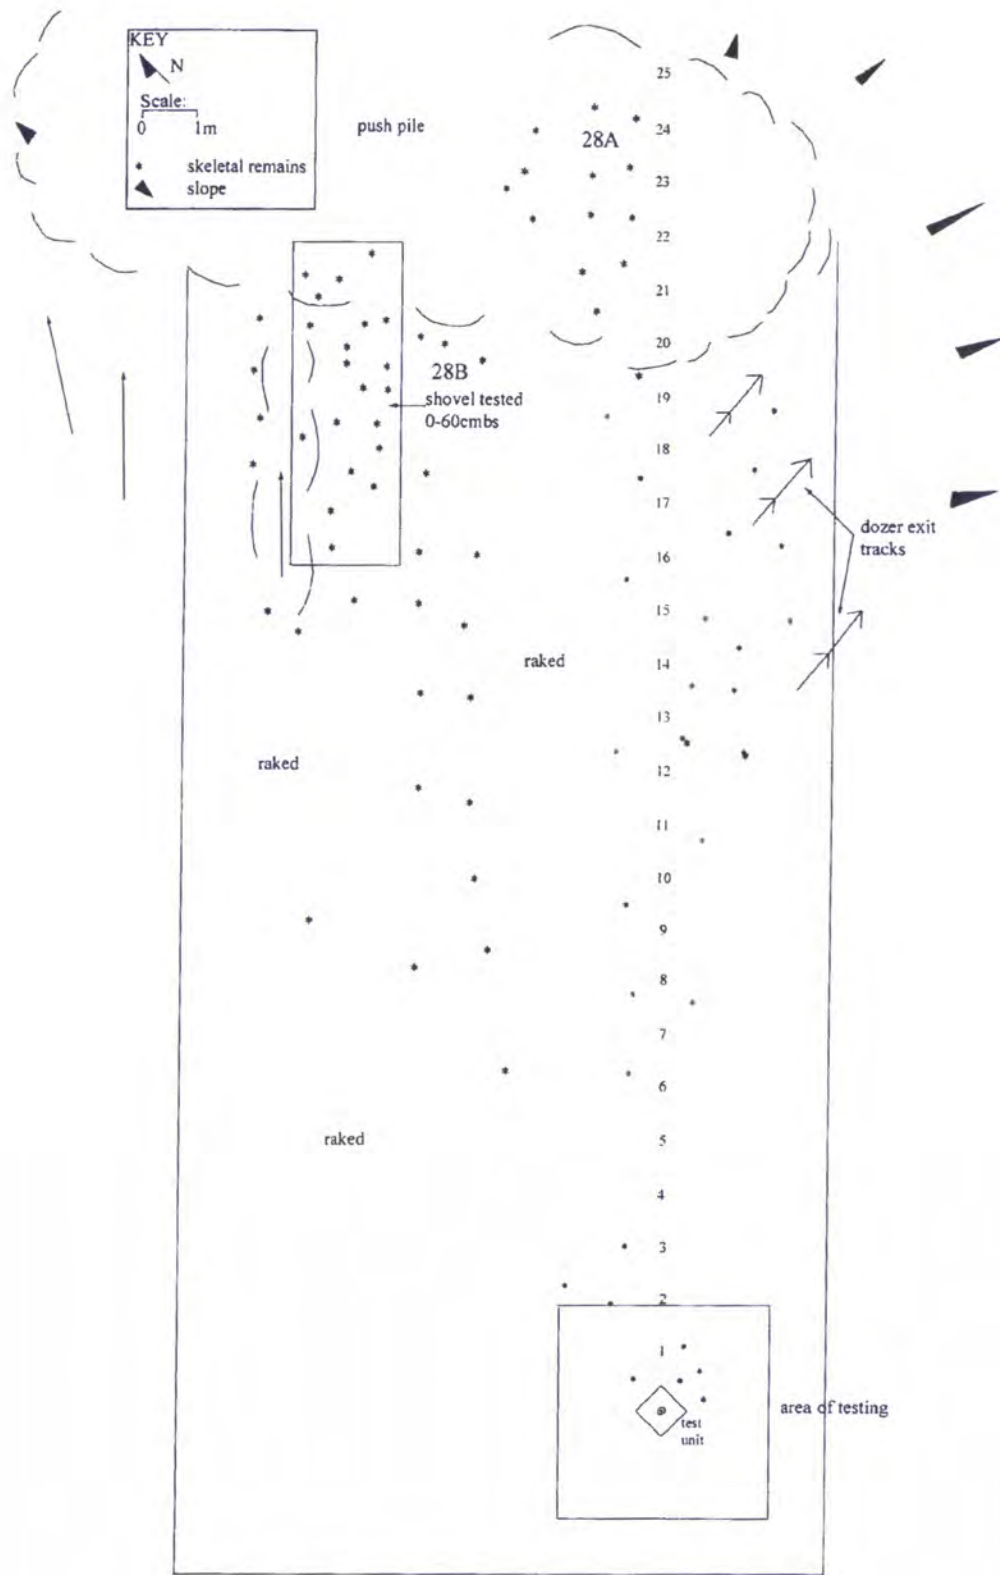 KEY
N
Scale:
0 1m
* skeletal remains
slope
push pile
25
24
28A
23
22
21
20
28B
shovel tested
0-60cmbs
19
18
17
dozer exit
tracks
16
15
raked
14
13
raked
12
11
10
9
8
7
6
raked
5
4
3
2
1
test
unit
area of testing